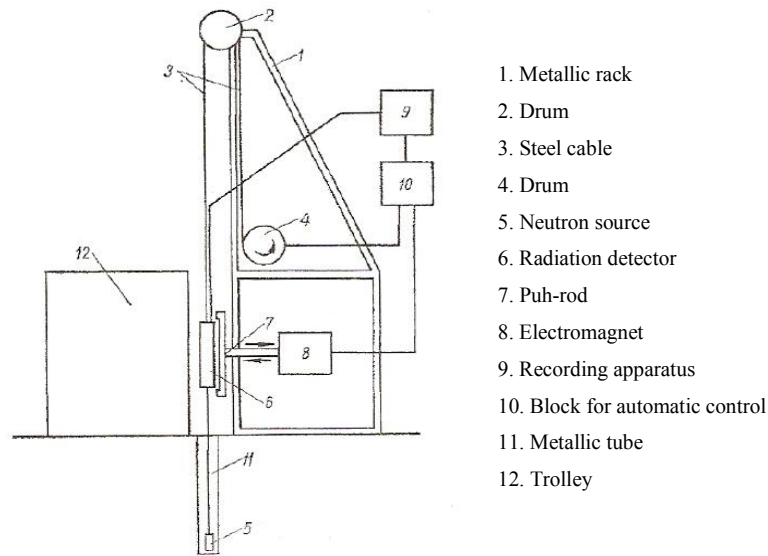 2
1
3
9
10
4
12
7
8
6
11
5
1. Metallic rack
2. Drum
3. Steel cable
4. Drum
5. Neutron source
6. Radiation detector
7. Puh-rod
8. Electromagnet
9. Recording apparatus
10. Block for automatic control
11. Metallic tube
12. Trolley